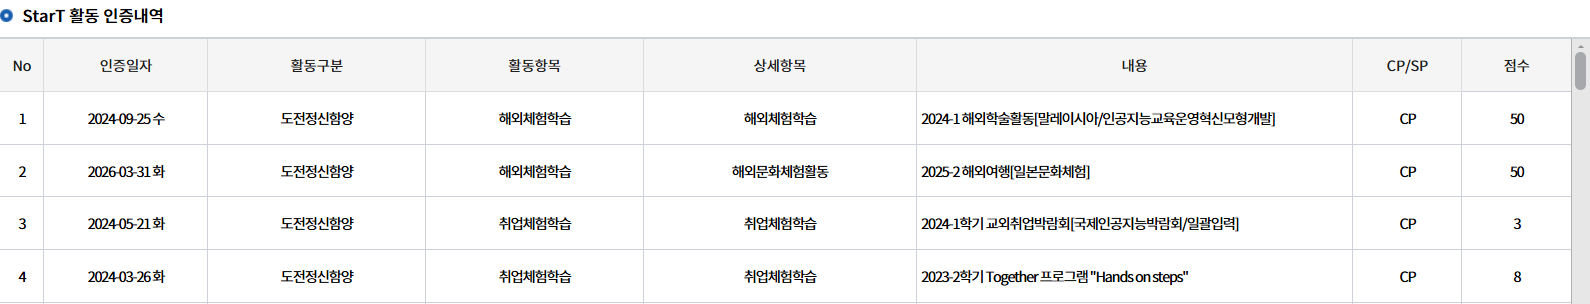 StarT 활동 인증내역
No 인증일자 활동구분 활동항목 상세항목 내용 CP/SP 점수
1 2024-09-25 수 도전정신함양 해외체험학습 해외체험학습 2024-1 해외학술활동[말레이시아/인공지능교육운영혁신모형개발] CP 50
2 2026-03-31 화 도전정신함양 해외체험학습 해외문화체험활동 2025-2 해외여행[일본문화체험] CP 50
3 2024-05-21 화 도전정신함양 취업체험학습 취업체험학습 2024-1학기 교외취업박람회[국제인공지능박람회/일괄입력] CP 3
4 2024-03-26 화 도전정신함양 취업체험학습 취업체험학습 2023-2학기 Together 프로그램 "Hands on steps" CP 8